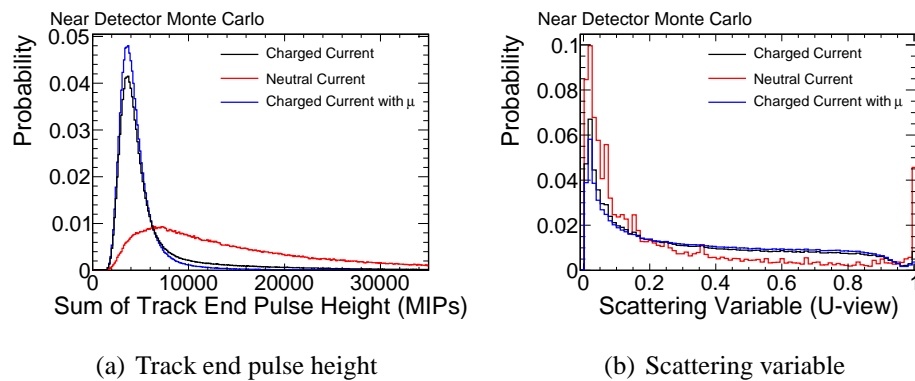 Near Detector Monte Carlo
Probability
0.05
0.04
0.03
0.02
0.01
0
0 10000 20000 30000
Charged Current
Neutral Current
Charged Current with μ
Sum of Track End Pulse Height (MIPs)
(a) Track end pulse height
Near Detector Monte Carlo
Probability
0.1
0.08
0.06
0.04
0.02
0
0 0.2 0.4 0.6 0.8 1
Charged Current
Neutral Current
Charged Current with μ
Scattering Variable (U-view)
(b) Scattering variable